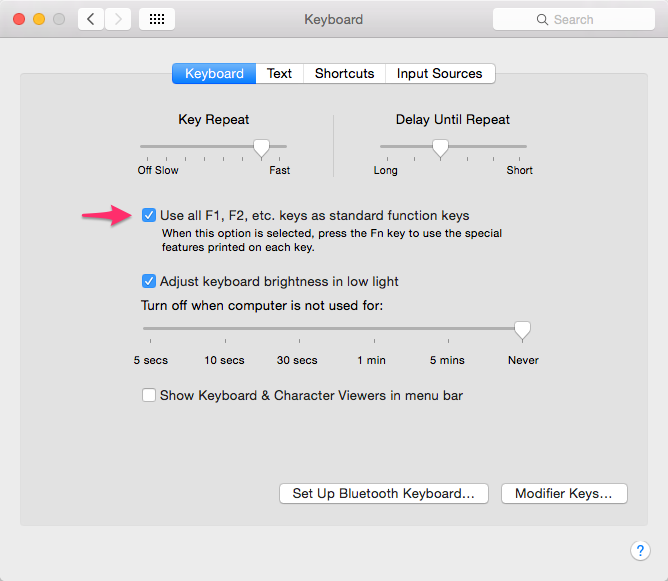 Keyboard
Search
Keyboard Text Shortcuts Input Sources
Key Repeat Delay Until Repeat
Off Slow Fast Long Short
Use all F1, F2, etc. keys as standard function keys
When this option is selected, press the Fn key to use the special
features printed on each key.
Adjust keyboard brightness in low light
Turn off when computer is not used for:
5 secs 10 secs 30 secs 1 min 5 mins Never
Show Keyboard & Character Viewers in menu bar
Set Up Bluetooth Keyboard... Modifier Keys...
?